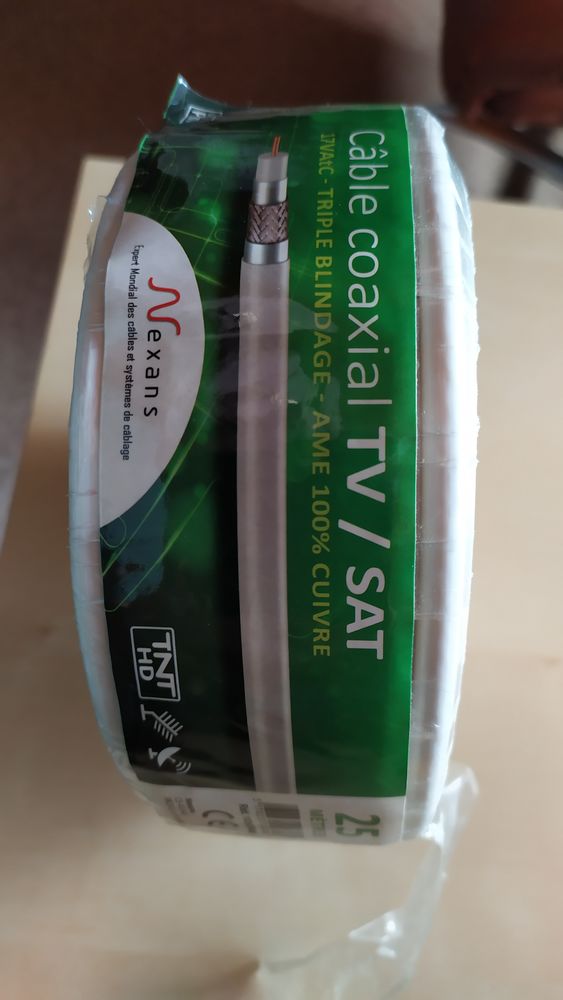 Câble coaxial TV / SAT
17VAtC - TRIPLE BLINDAGE - AME 100% CUIVRE
Nexans
Expert Mondial des câbles et systèmes de câblage
TNT
HD
25
CE